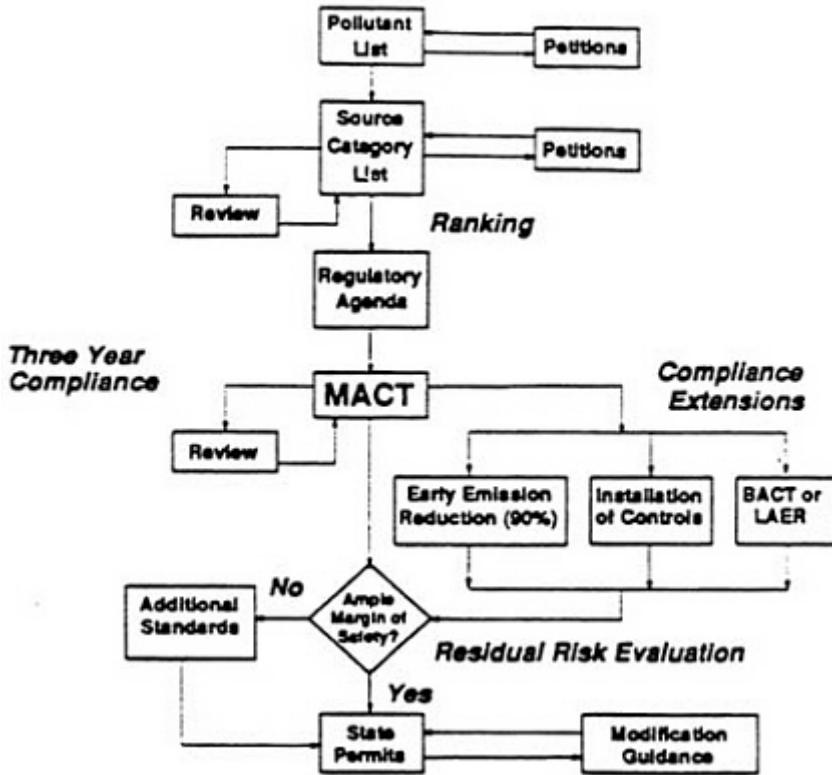 Pollutant
List
Petitions
Source
Catagory
List
Petitions
Review
Ranking
Regulatory
Agenda
Three Year
Compliance
MACT
Compliance
Extensions
Review
Early Emission
Reduction (90%)
Installation
of Controls
BACT or
LAER
No
Ample
Margin of
Safety?
Additional
Standards
Residual Risk Evaluation
Yes
State
Permits
Modification
Guidance